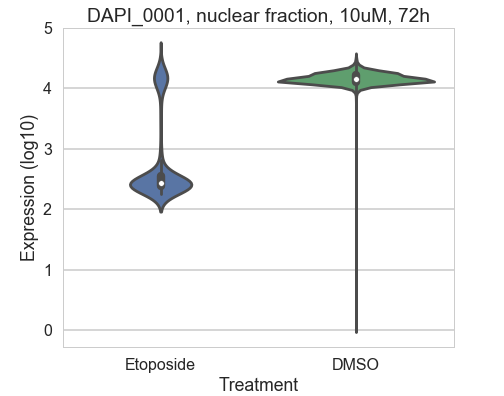 DAPI_0001, nuclear fraction, 10uM, 72h
Expression (log10)
5
4
3
2
1
0
Etoposide
DMSO
Treatment